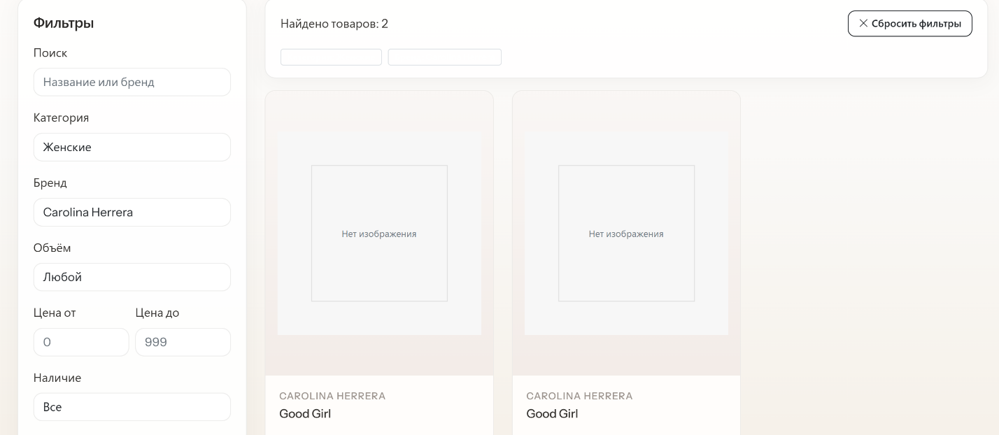 Фильтры
Поиск
Название или бренд
Категория
Женские
Бренд
Carolina Herrera
Объём
Любой
Цена от Цена до
0 999
Наличие
Все
Найдено товаров: 2
Сбросить фильтры
Нет изображения
CAROLINA HERRERA
Good Girl
Нет изображения
CAROLINA HERRERA
Good Girl